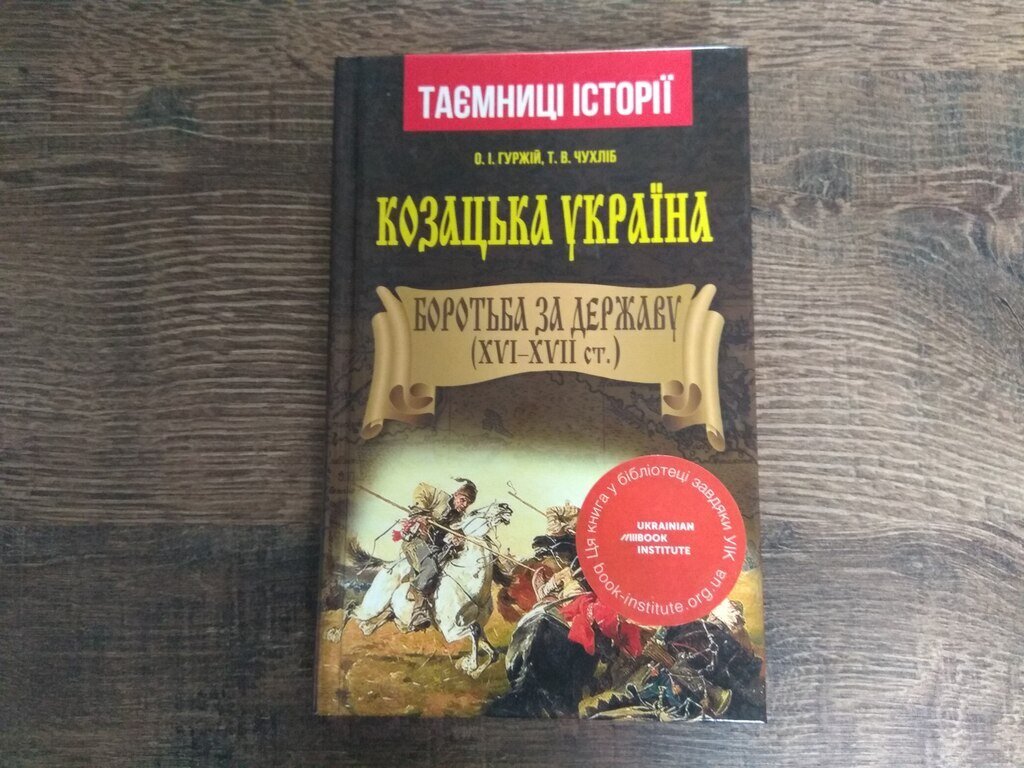 ТАЄМНИЦІ ІСТОРІЇ
О. І. ГУРЖІЙ, Т. В. ЧУХЛІБ
КОЗАЦЬКА УКРАЇНА
БОРОТЬБА ЗА ДЕРЖАВУ
(XVI–XVII ст.)
Ця книга у бібліотеці завдяки УІК
UKRAINIAN
BOOK
INSTITUTE
book-institute.org.ua